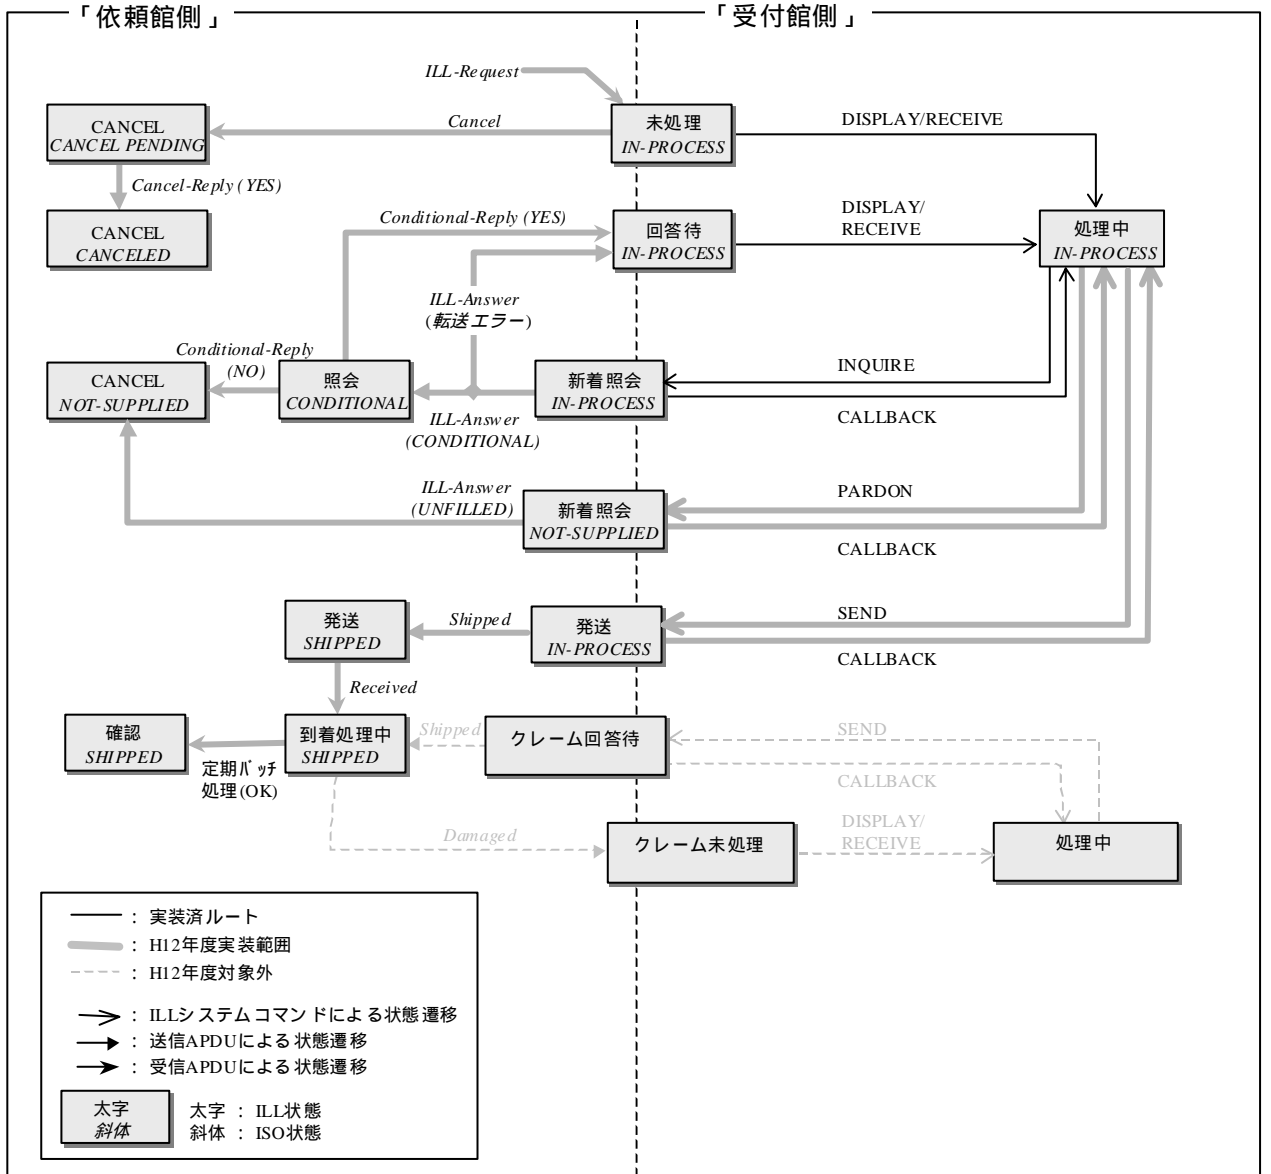 「依頼館側」
「受付館側」
ILL-Request
CANCEL
CANCEL PENDING
Cancel
未処理
IN-PROCESS
DISPLAY/RECEIVE
Cancel-Reply (YES)
CANCEL
CANCELED
Conditional-Reply (YES)
回答待
IN-PROCESS
DISPLAY/
RECEIVE
処理中
IN-PROCESS
ILL-Answer
(転送エラー)
Conditional-Reply
(NO)
CANCEL
NOT-SUPPLIED
照会
CONDITIONAL
新着照会
IN-PROCESS
INQUIRE
CALLBACK
ILL-Answer
(CONDITIONAL)
ILL-Answer
(UNFILLED)
新着照会
NOT-SUPPLIED
PARDON
CALLBACK
発送
SHIPPED
Shipped
発送
IN-PROCESS
SEND
CALLBACK
Received
確認
SHIPPED
到着処理中
SHIPPED
Shipped
クレーム回答待
SEND
CALLBACK
定期バッチ
処理(OK)
Damaged
クレーム未処理
DISPLAY/
RECEIVE
処理中
: 実装済ルート
: H12年度実装範囲
: H12年度対象外
: ILLシステムコマンドによる状態遷移
: 送信APDUによる状態遷移
: 受信APDUによる状態遷移
太字
斜体
太字 : ILL状態
斜体 : ISO状態